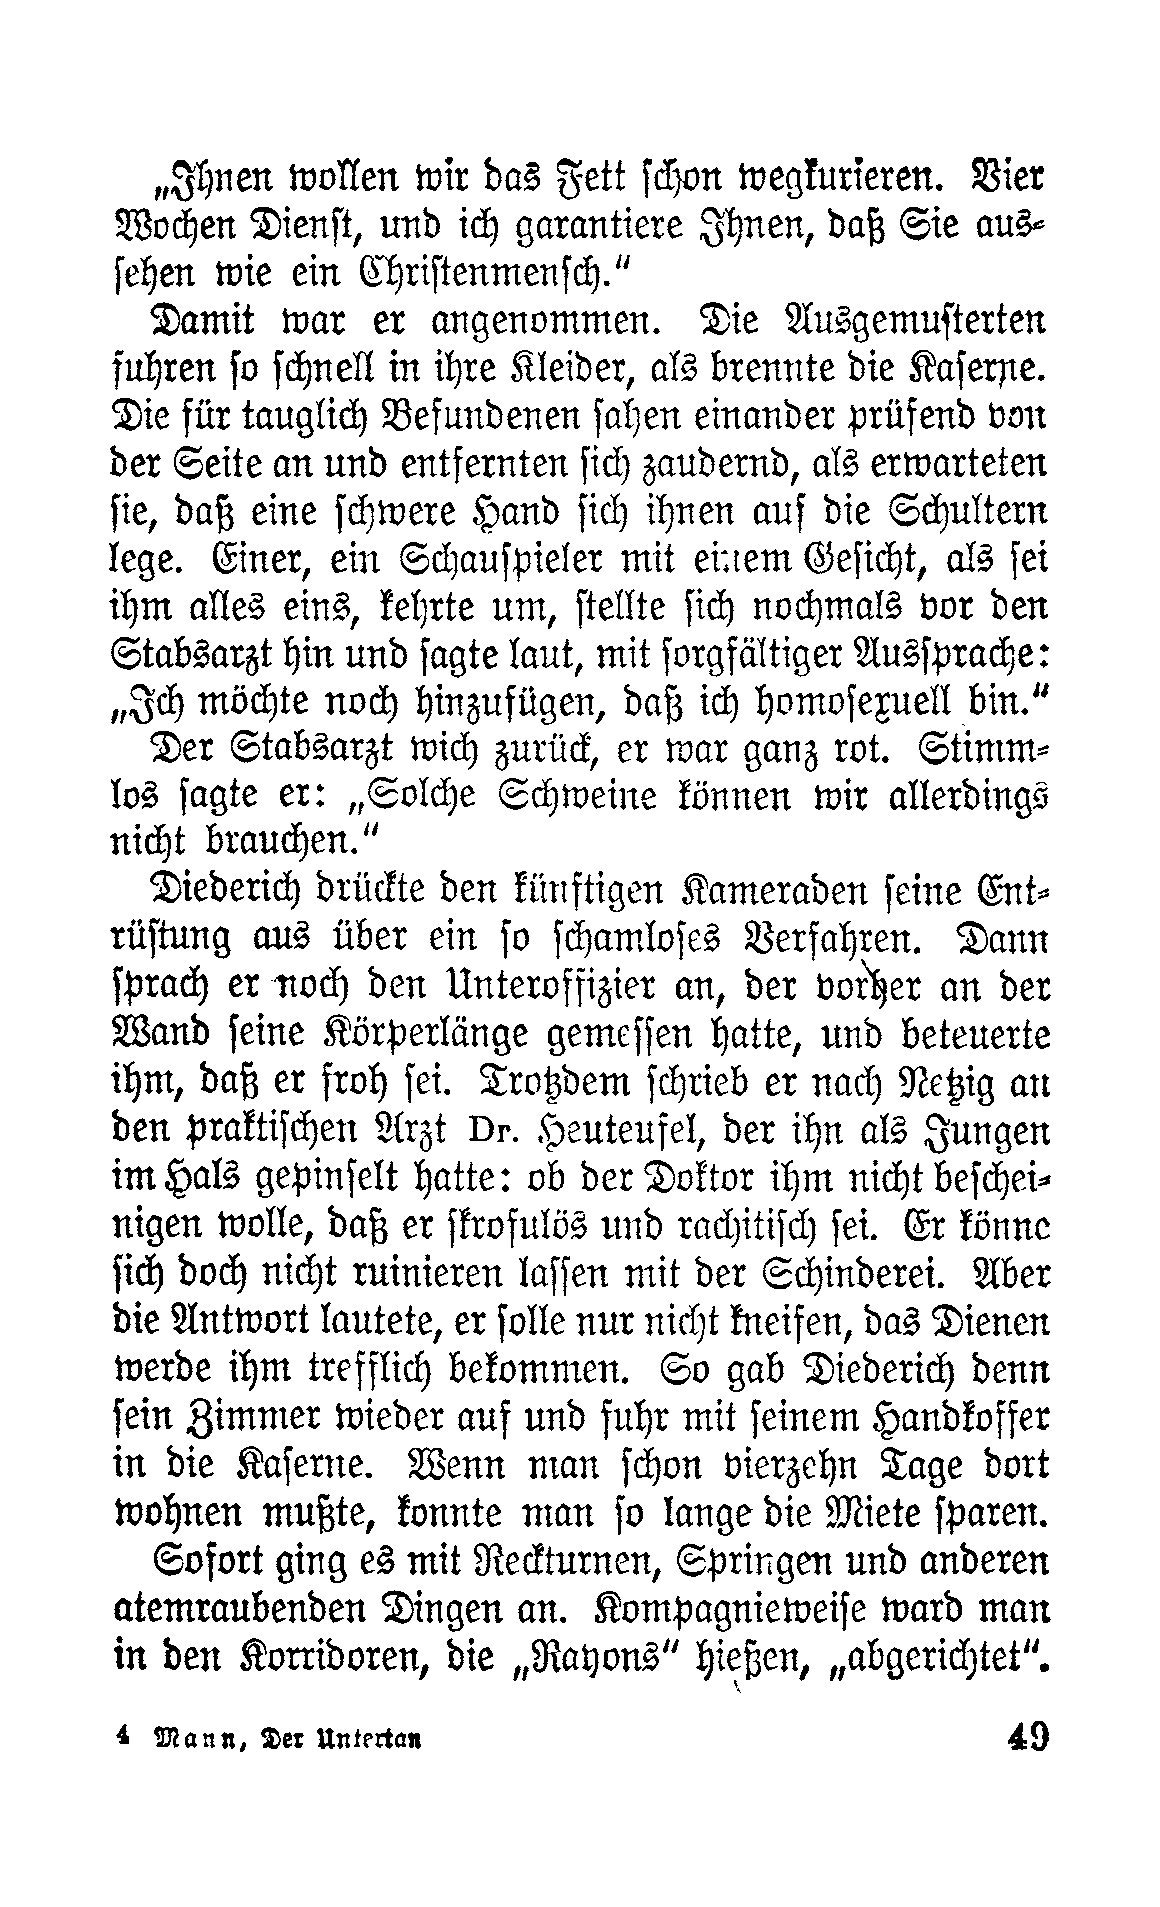 „Ihnen wollen wir das Fett schon wegkurieren. Vier
Wochen Dienst, und ich garantiere Ihnen, daß Sie aus-
sehen wie ein Christenmensch.“
Damit war er angenommen. Die Ausgemusterten
fuhren so schnell in ihre Kleider, als brennte die Kaserne.
Die für tauglich Befundenen sahen einander prüfend von
der Seite an und entfernten sich zaudernd, als erwarteten
sie, daß eine schwere Hand sich ihnen auf die Schultern
lege. Einer, ein Schauspieler mit einem Gesicht, als sei
ihm alles eins, kehrte um, stellte sich nochmals vor den
Stabsarzt hin und sagte laut, mit sorgfältiger Aussprache:
„Ich möchte noch hinzufügen, daß ich homosexuell bin.“
Der Stabsarzt wich zurück, er war ganz rot. Stimm-
los sagte er: „Solche Schweine können wir allerdings
nicht brauchen.“
Diederich drückte den künftigen Kameraden seine Ent-
rüstung aus über ein so schamloses Verfahren. Dann
sprach er noch den Unteroffizier an, der vorher an der
Wand seine Körperlänge gemessen hatte, und beteuerte
ihm, daß er froh sei. Trotzdem schrieb er nach Netzig an
den praktischen Arzt Dr. Heuteufel, der ihn als Jungen
im Hals gepinselt hatte: ob der Doktor ihm nicht beschei-
nigen wolle, daß er skrofulös und rachitisch sei. Er könne
sich doch nicht ruinieren lassen mit der Schinderei. Aber
die Antwort lautete, er solle nur nicht kneifen, das Dienen
werde ihm trefflich bekommen. So gab Diederich denn
sein Zimmer wieder auf und fuhr mit seinem Handkoffer
in die Kaserne. Wenn man schon vierzehn Tage dort
wohnen mußte, konnte man so lange die Miete sparen.
Sofort ging es mit Reckturnen, Springen und anderen
atemraubenden Dingen an. Kompagnieweise ward man
in den Korridoren, die „Rayons“ hießen, „abgerichtet“.
4 Mann, Der Untertan 49